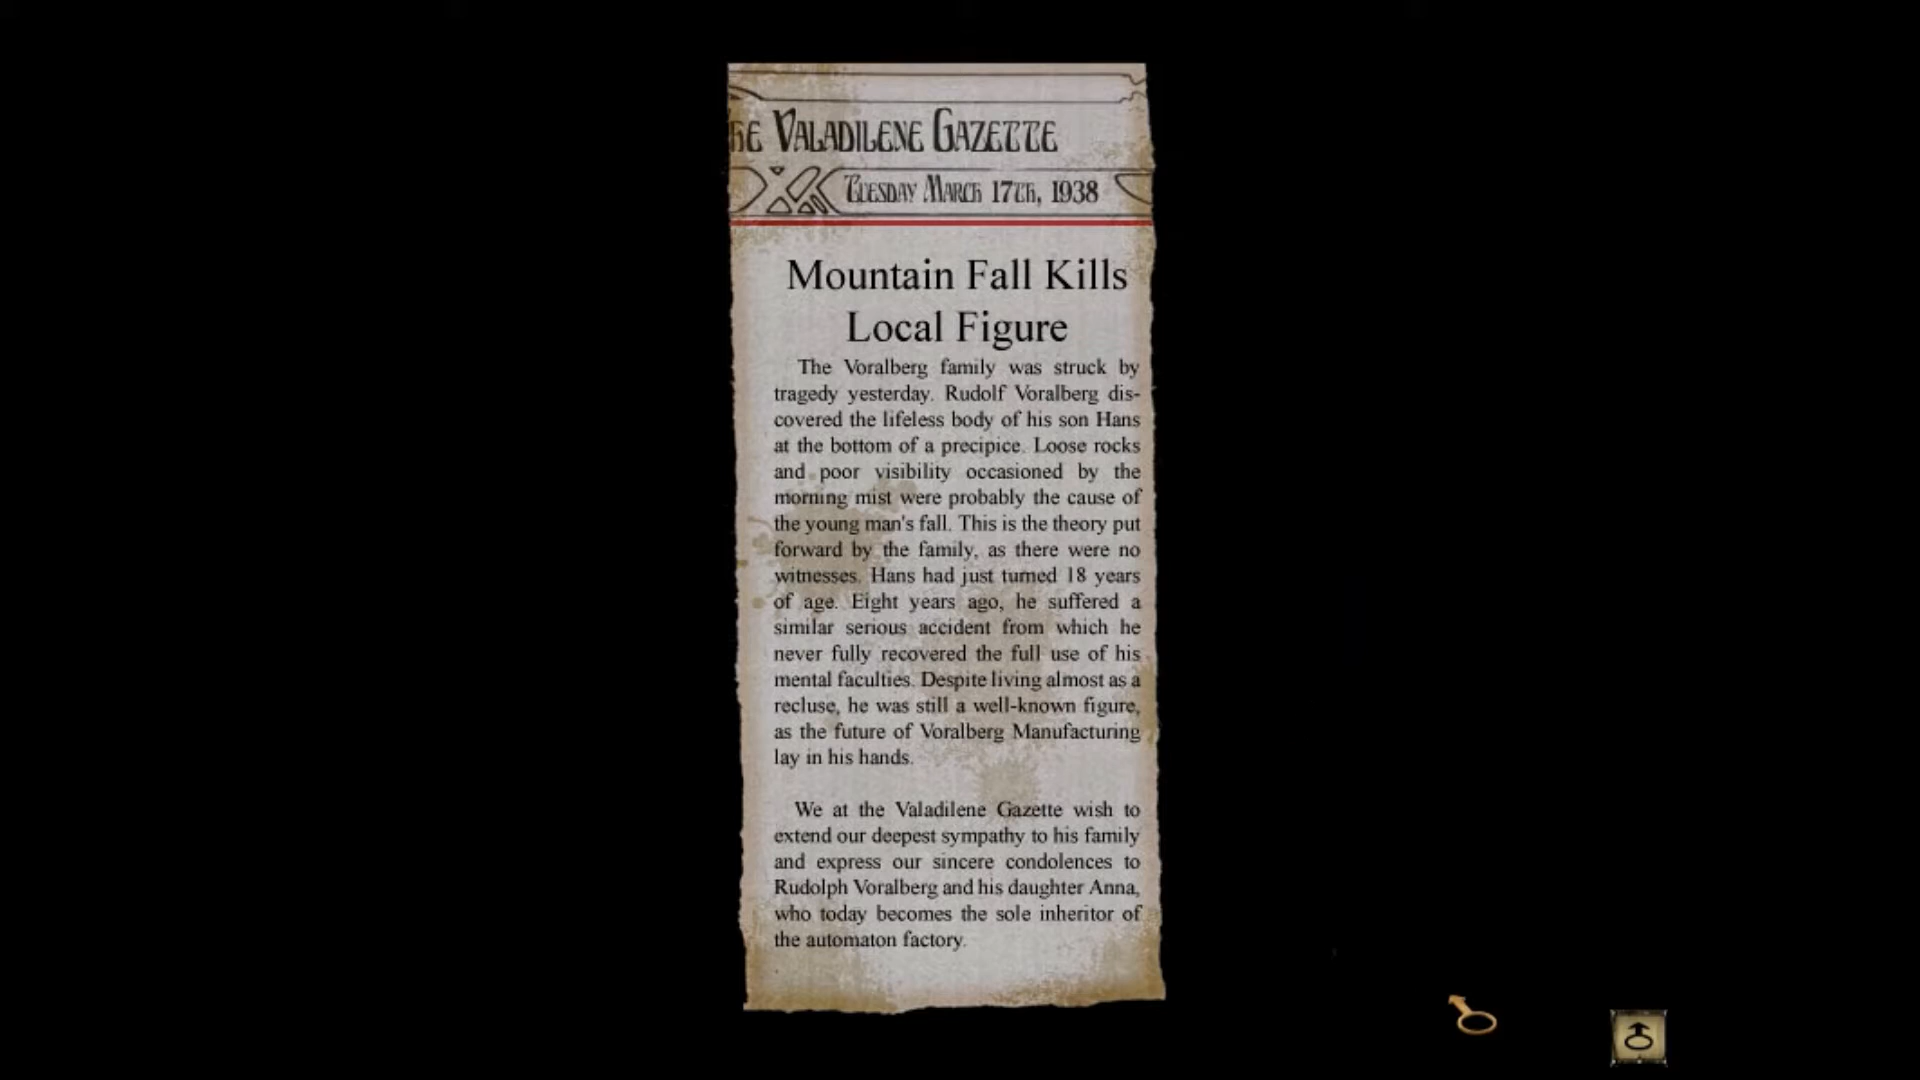 he Valadilene Gazette
Tuesday March 17th, 1938
Mountain Fall Kills
Local Figure
The Voralberg family was struck by
tragedy yesterday. Rudolf Voralberg dis-
covered the lifeless body of his son Hans
at the bottom of a precipice. Loose rocks
and poor visibility occasioned by the
morning mist were probably the cause of
the young man's fall. This is the theory put
forward by the family, as there were no
witnesses. Hans had just turned 18 years
of age. Eight years ago, he suffered a
similar serious accident from which he
never fully recovered the full use of his
mental faculties. Despite living almost as a
recluse, he was still a well-known figure,
as the future of Voralberg Manufacturing
lay in his hands.
We at the Valadilene Gazette wish to
extend our deepest sympathy to his family
and express our sincere condolences to
Rudolph Voralberg and his daughter Anna,
who today becomes the sole inheritor of
the automaton factory.